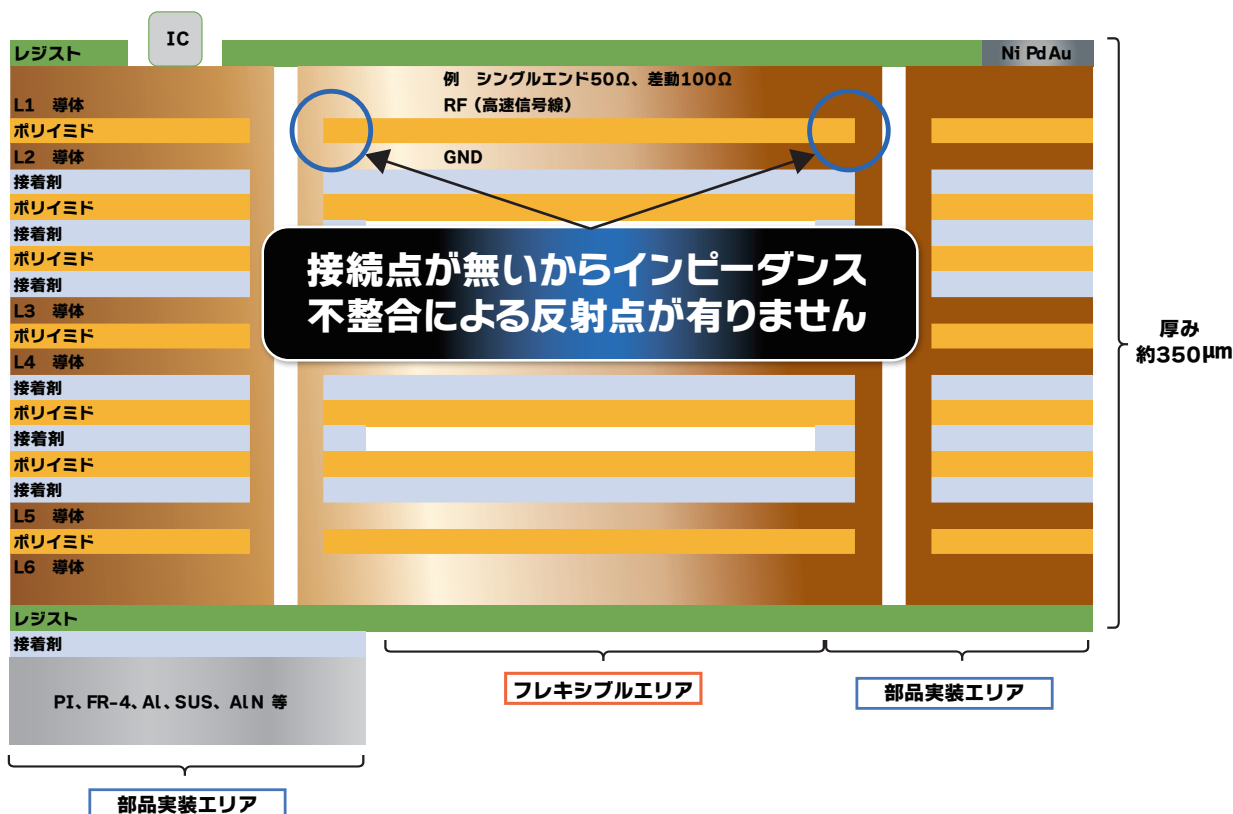 IC
レジスト
Ni Pd Au
例 シングルエンド50Ω、差動100Ω
L1 導体
RF(高速信号線)
ポリイミド
L2 導体
GND
接着剤
ポリイミド
接着剤
ポリイミド
接着剤
L3 導体
ポリイミド
L4 導体
接着剤
ポリイミド
接着剤
ポリイミド
接着剤
L5 導体
ポリイミド
L6 導体
レジスト
接着剤
接続点が無いからインピーダンス
不整合による反射点が有りません
厚み
約350μm
PI、FR-4、Al、SUS、AlN 等
フレキシブルエリア
部品実装エリア
部品実装エリア